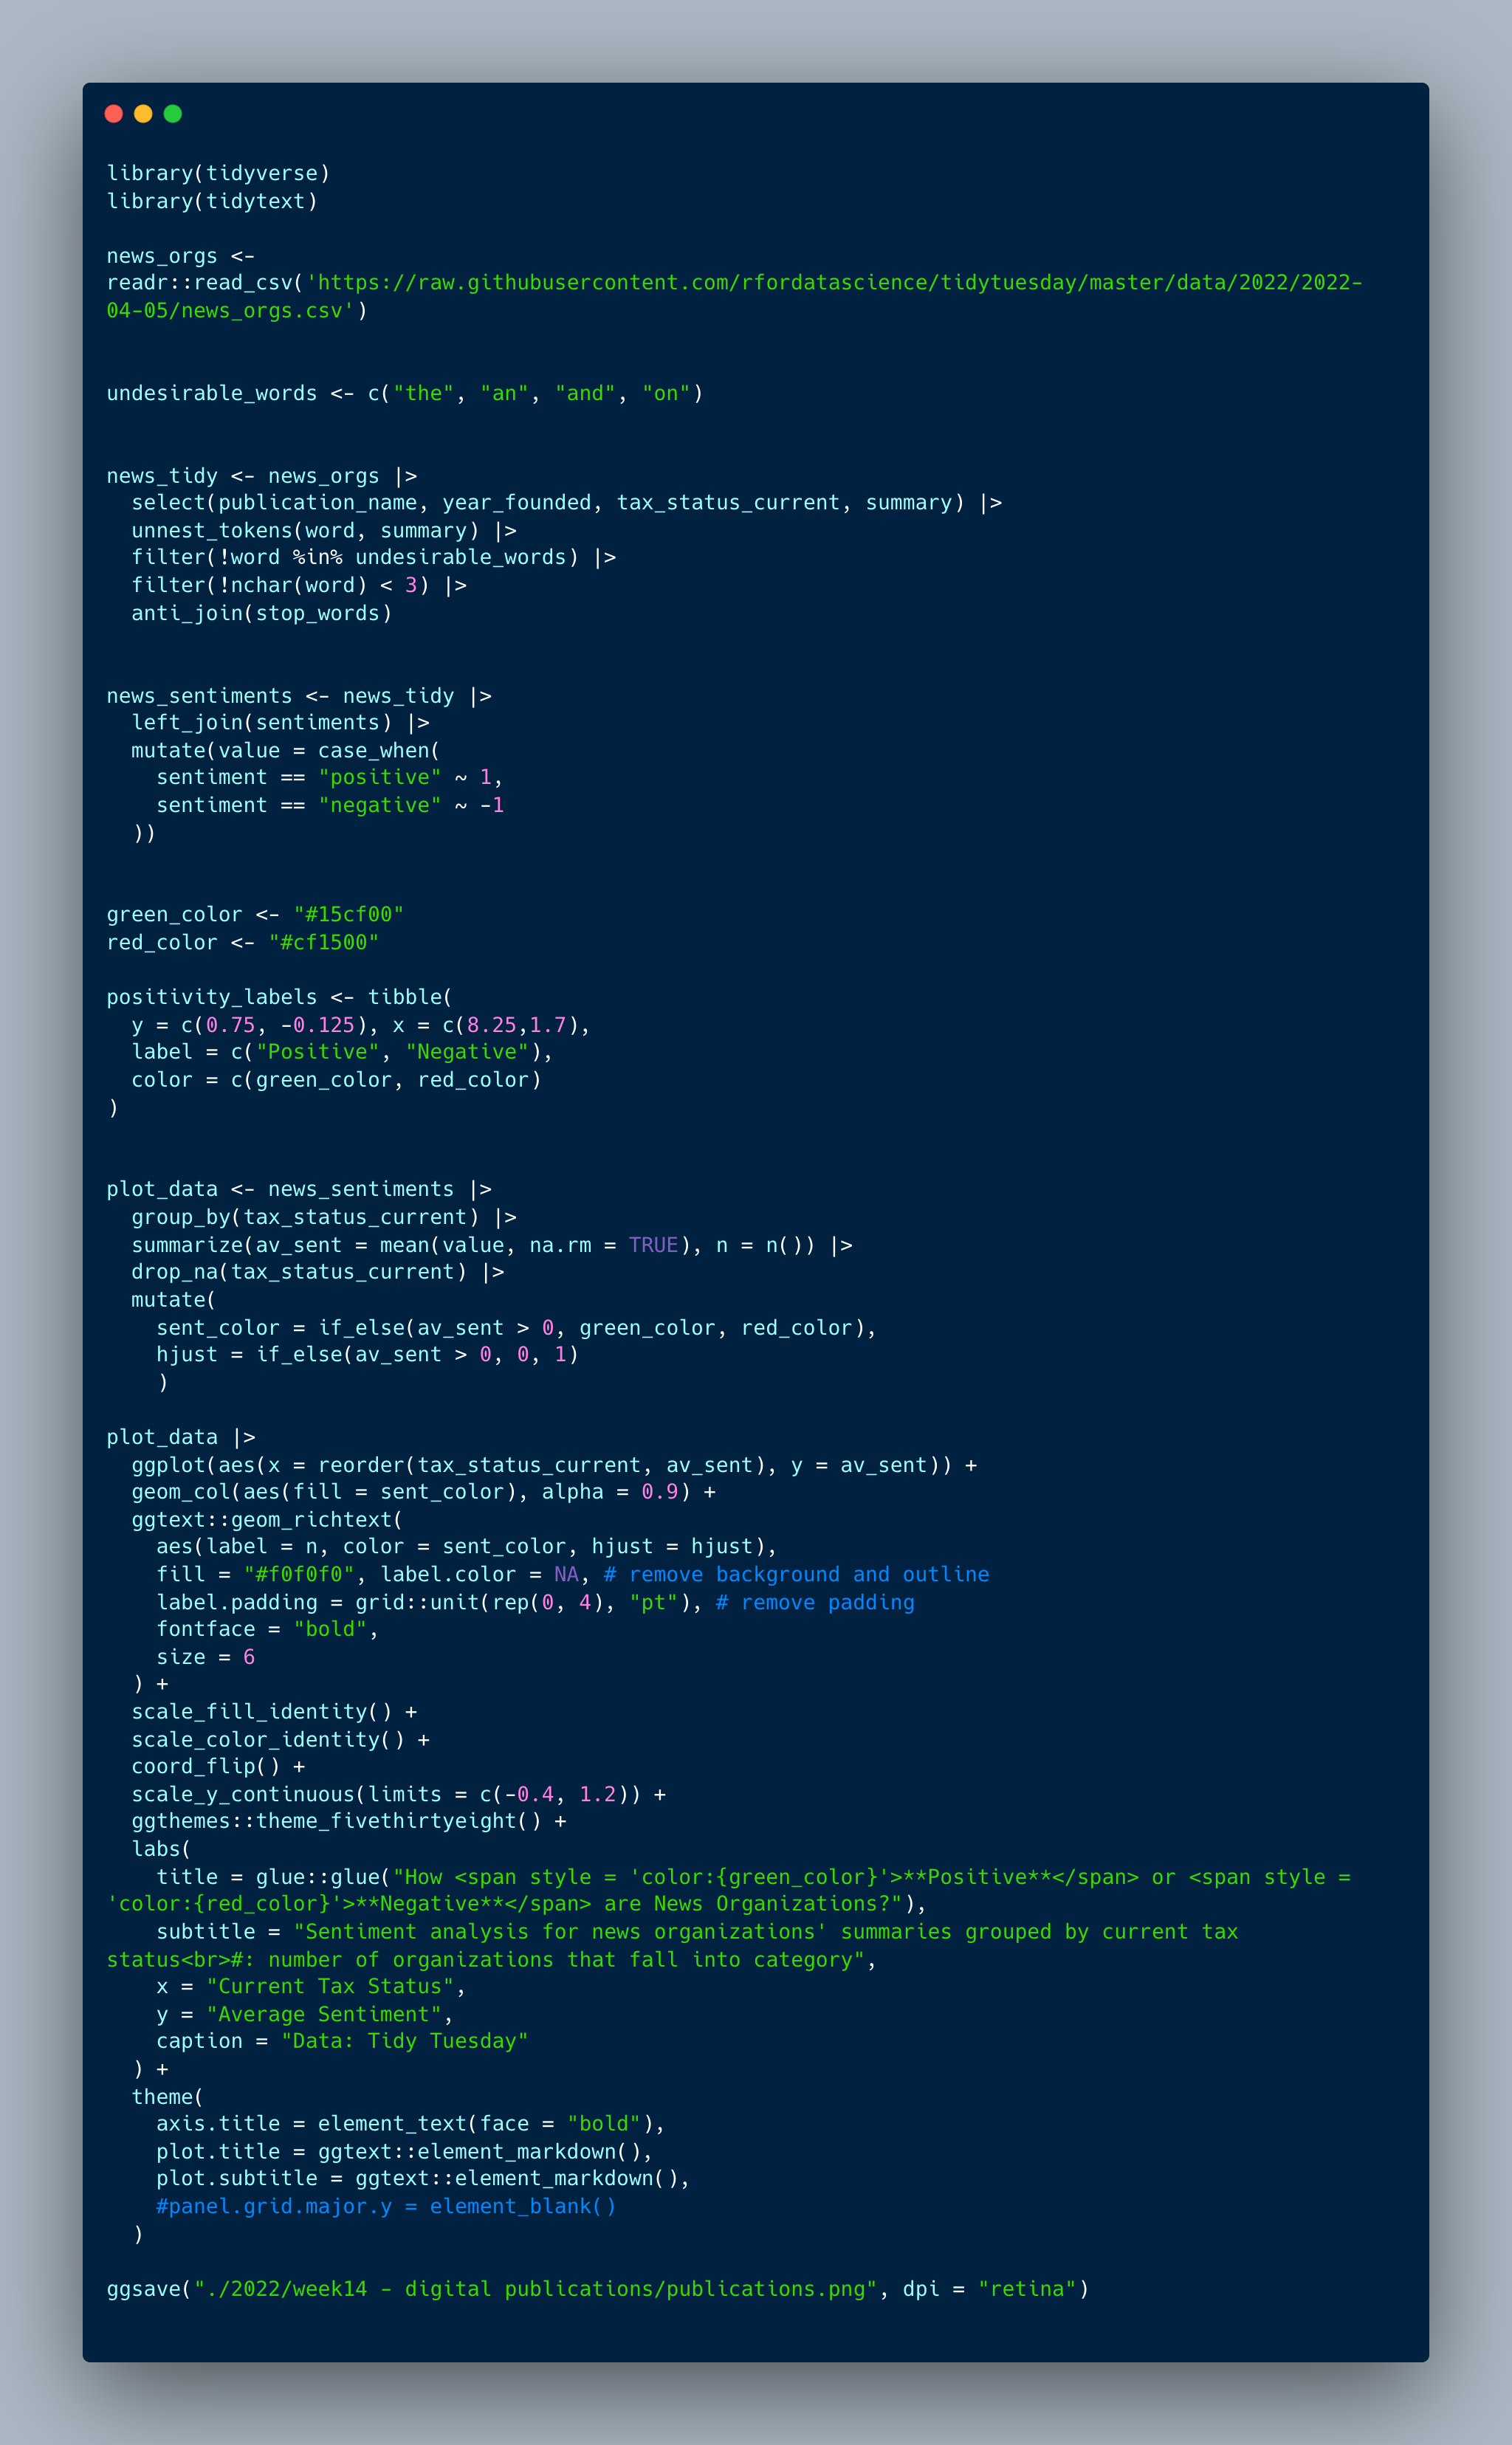 library(tidyverse)
library(tidytext)

news_orgs <-
readr::read_csv('https://raw.githubusercontent.com/rfordatascience/tidytuesday/master/data/2022/2022-
04-05/news_orgs.csv')


undesirable_words <- c("the", "an", "and", "on")


news_tidy <- news_orgs |>
  select(publication_name, year_founded, tax_status_current, summary) |>
  unnest_tokens(word, summary) |>
  filter(!word %in% undesirable_words) |>
  filter(!nchar(word) < 3) |>
  anti_join(stop_words)


news_sentiments <- news_tidy |>
  left_join(sentiments) |>
  mutate(value = case_when(
    sentiment == "positive" ~ 1,
    sentiment == "negative" ~ -1
  ))


green_color <- "#15cf00"
red_color <- "#cf1500"

positivity_labels <- tibble(
  y = c(0.75, -0.125), x = c(8.25,1.7),
  label = c("Positive", "Negative"),
  color = c(green_color, red_color)
)


plot_data <- news_sentiments |>
  group_by(tax_status_current) |>
  summarize(av_sent = mean(value, na.rm = TRUE), n = n()) |>
  drop_na(tax_status_current) |>
  mutate(
    sent_color = if_else(av_sent > 0, green_color, red_color),
    hjust = if_else(av_sent > 0, 0, 1)
    )

plot_data |>
  ggplot(aes(x = reorder(tax_status_current, av_sent), y = av_sent)) +
  geom_col(aes(fill = sent_color), alpha = 0.9) +
  ggtext::geom_richtext(
    aes(label = n, color = sent_color, hjust = hjust),
    fill = "#f0f0f0", label.color = NA, # remove background and outline
    label.padding = grid::unit(rep(0, 4), "pt"), # remove padding
    fontface = "bold",
    size = 6
  ) +
  scale_fill_identity() +
  scale_color_identity() +
  coord_flip() +
  scale_y_continuous(limits = c(-0.4, 1.2)) +
  ggthemes::theme_fivethirtyeight() +
  labs(
    title = glue::glue("How <span style = 'color:{green_color}'>**Positive**</span> or <span style =
'color:{red_color}'>**Negative**</span> are News Organizations?"),
    subtitle = "Sentiment analysis for news organizations' summaries grouped by current tax
status<br>#: number of organizations that fall into category",
    x = "Current Tax Status",
    y = "Average Sentiment",
    caption = "Data: Tidy Tuesday"
  ) +
  theme(
    axis.title = element_text(face = "bold"),
    plot.title = ggtext::element_markdown(),
    plot.subtitle = ggtext::element_markdown(),
    #panel.grid.major.y = element_blank()
  )

ggsave("./2022/week14 - digital publications/publications.png", dpi = "retina")